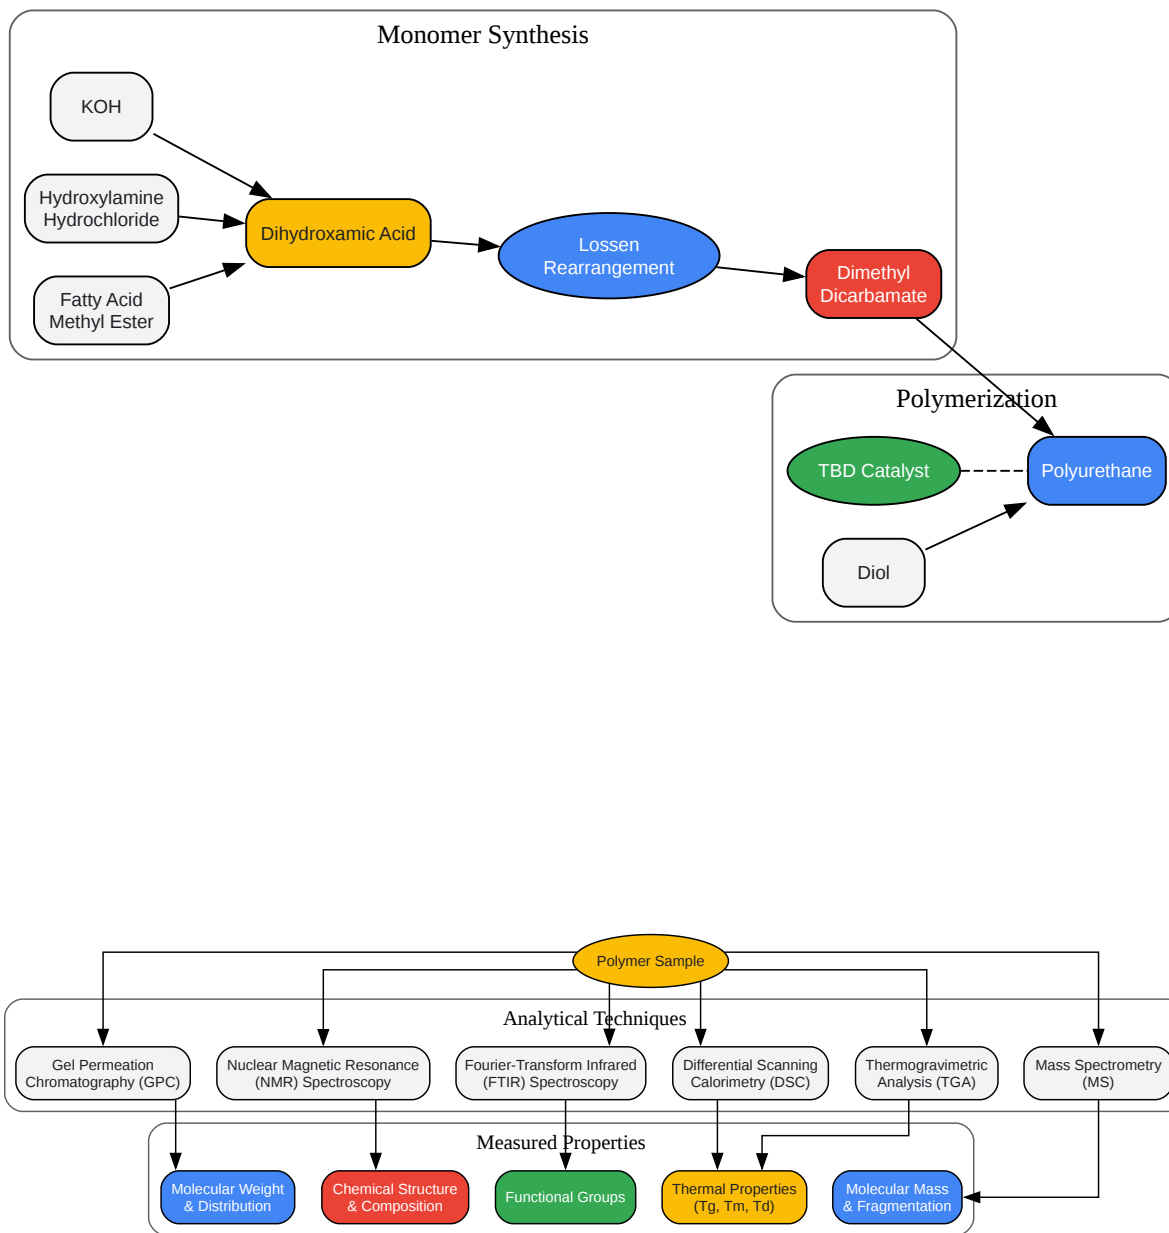 Monomer Synthesis
KOH
Hydroxylamine
Hydrochloride
Fatty Acid
Methyl Ester
Dihydroxamic Acid
Lossen
Rearrangement
Dimethyl
Dicarbamate
Polymerization
TBD Catalyst
Polyurethane
Diol
Polymer Sample
Analytical Techniques
Gel Permeation
Chromatography (GPC)
Nuclear Magnetic Resonance
(NMR) Spectroscopy
Fourier-Transform Infrared
(FTIR) Spectroscopy
Differential Scanning
Calorimetry (DSC)
Thermogravimetric
Analysis (TGA)
Mass Spectrometry
(MS)
Measured Properties
Molecular Weight
& Distribution
Chemical Structure
& Composition
Functional Groups
Thermal Properties
(Tg, Tm, Td)
Molecular Mass
& Fragmentation